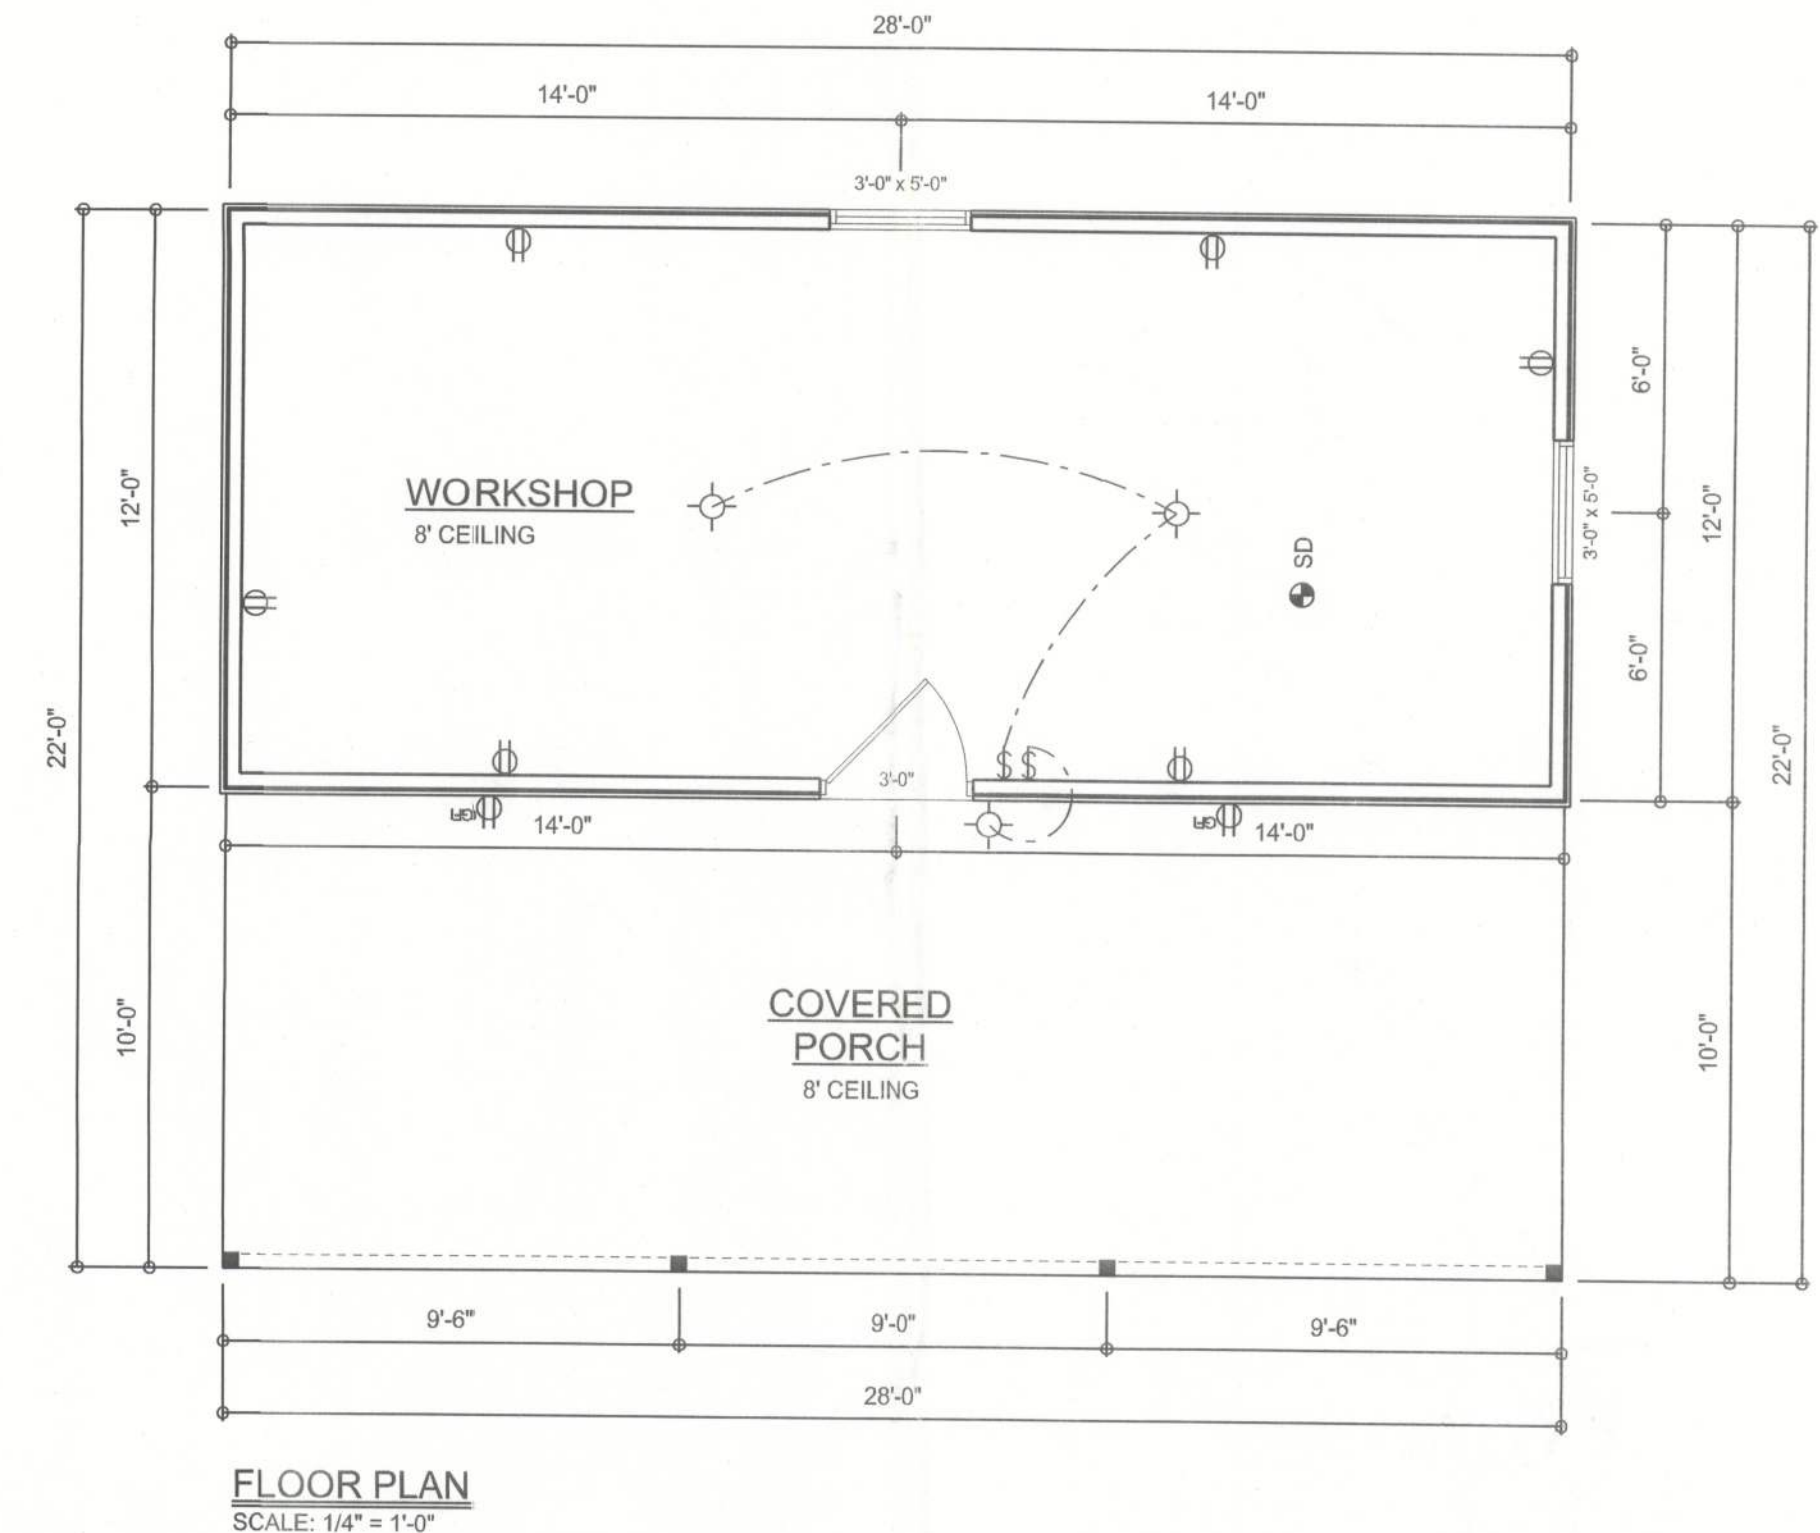 28'-0"
14'-0"
14'-0"
3'-0" x 5'-0"
6'-0"
12'-0"
WORKSHOP
8' CEILING
3'-0" x 5'-0"
12'-0"
SD
6'-0"
22'-0"
22'-0"
3'-0"
$ $
GFI
14'-0"
GFI
14'-0"
COVERED
PORCH
8' CEILING
10'-0"
10'-0"
9'-6"
9'-0"
9'-6"
28'-0"
FLOOR PLAN
SCALE: 1/4" = 1'-0"